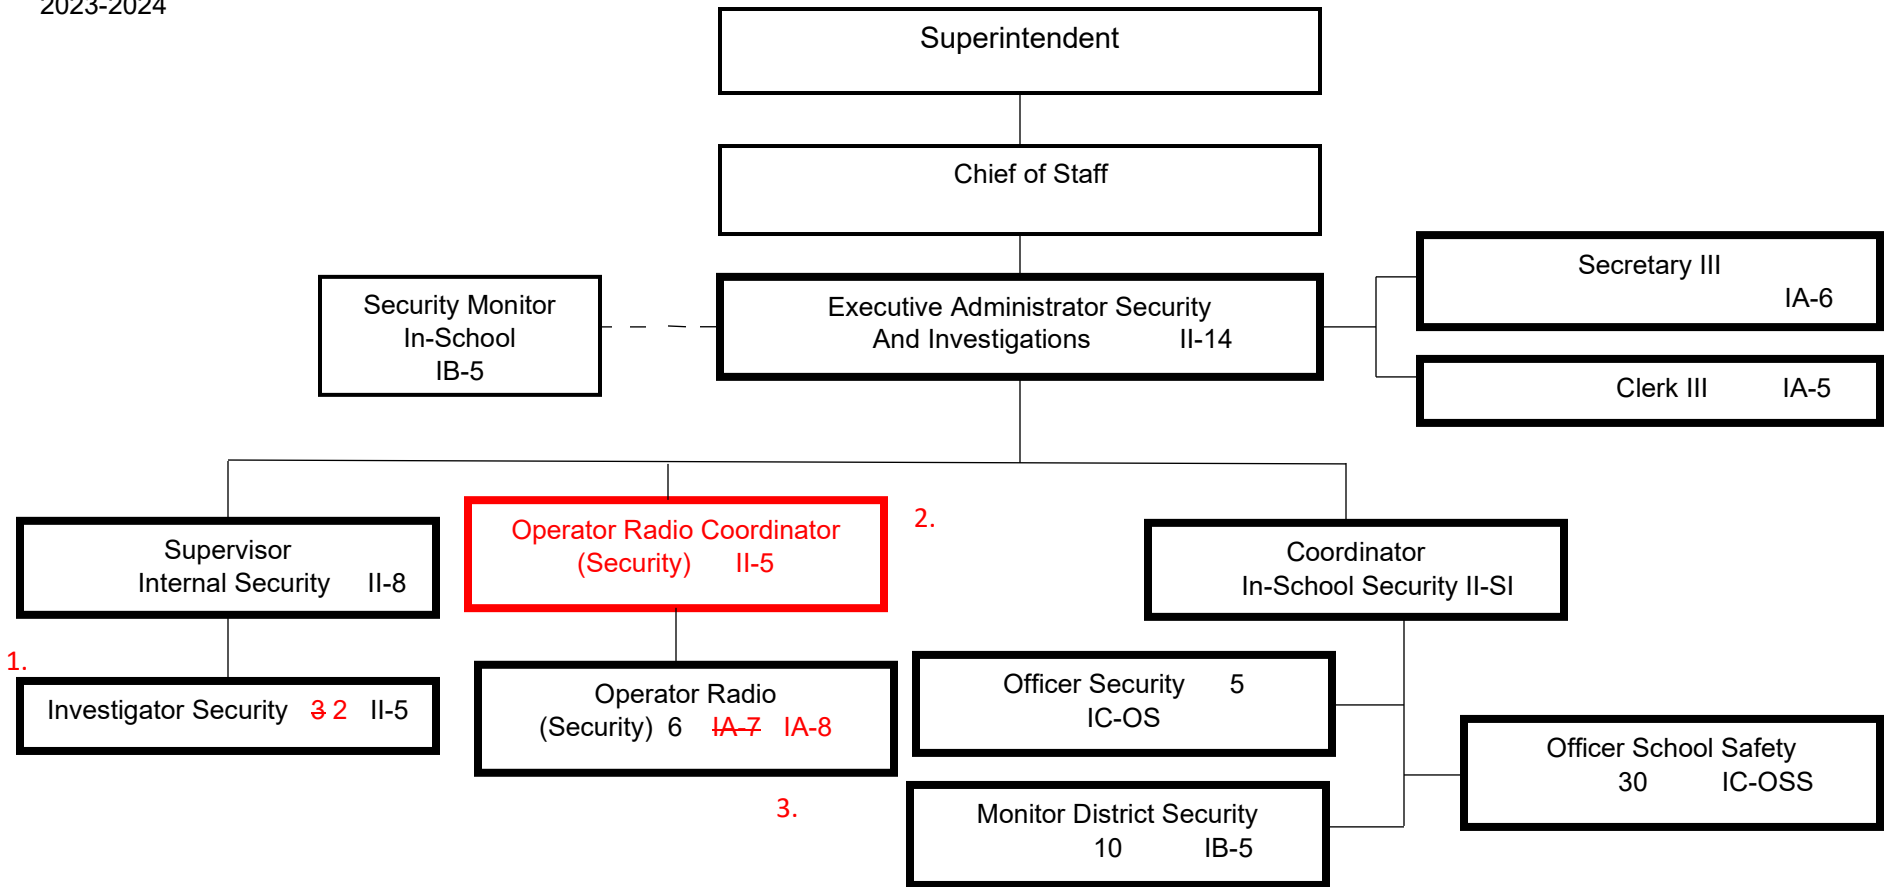 2023-2024
Superintendent
Chief of Staff
Security Monitor
In-School
IB-5
Executive Administrator Security
And Investigations II-14
Secretary III
IA-6
Clerk III IA-5
Supervisor
Internal Security II-8
Operator Radio Coordinator
(Security) II-5
2.
Coordinator
In-School Security II-SI
1.
Investigator Security 3 2 II-5
Operator Radio
(Security) 6 IA-7 IA-8
3.
Officer Security 5
IC-OS
Officer School Safety
30 IC-OSS
Monitor District Security
10 IB-5